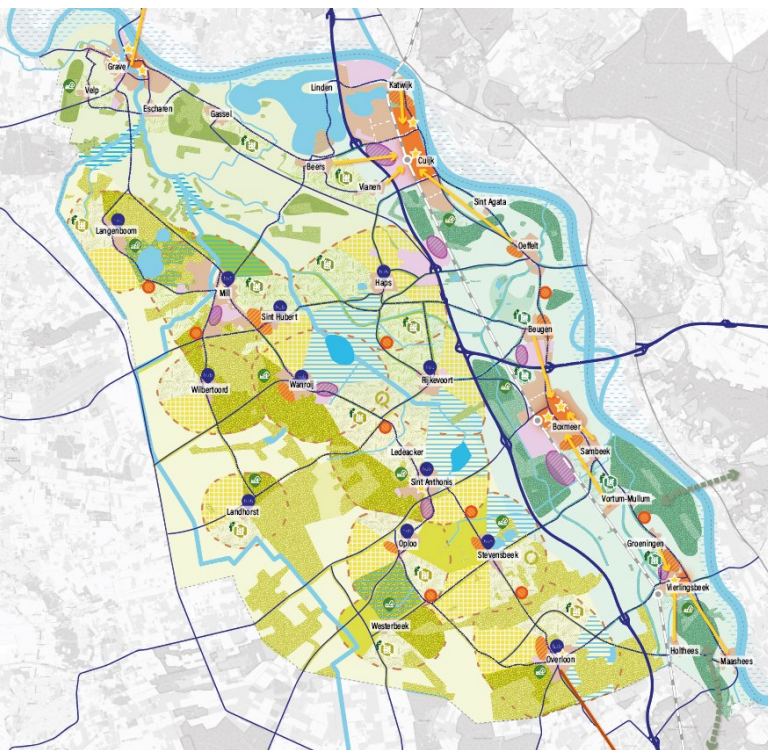 Grave
Velp
Escharen
Gassel
Linden
Katwijk
Beers
Cuijk
Vianen
Sint Agata
Langenboom
Oeffelt
Mill
Haps
Sint Hubert
Beugen
Wilbertoord
Wanroij
Rijkevoort
Boxmeer
Ledeacker
Sambeek
Sint Anthonis
Vortum-Mullum
Landhorst
Oploo
Stevensbeek
Groeningen
Vierlingsbeek
Westerbeek
Overloon
Holthees
Maashees